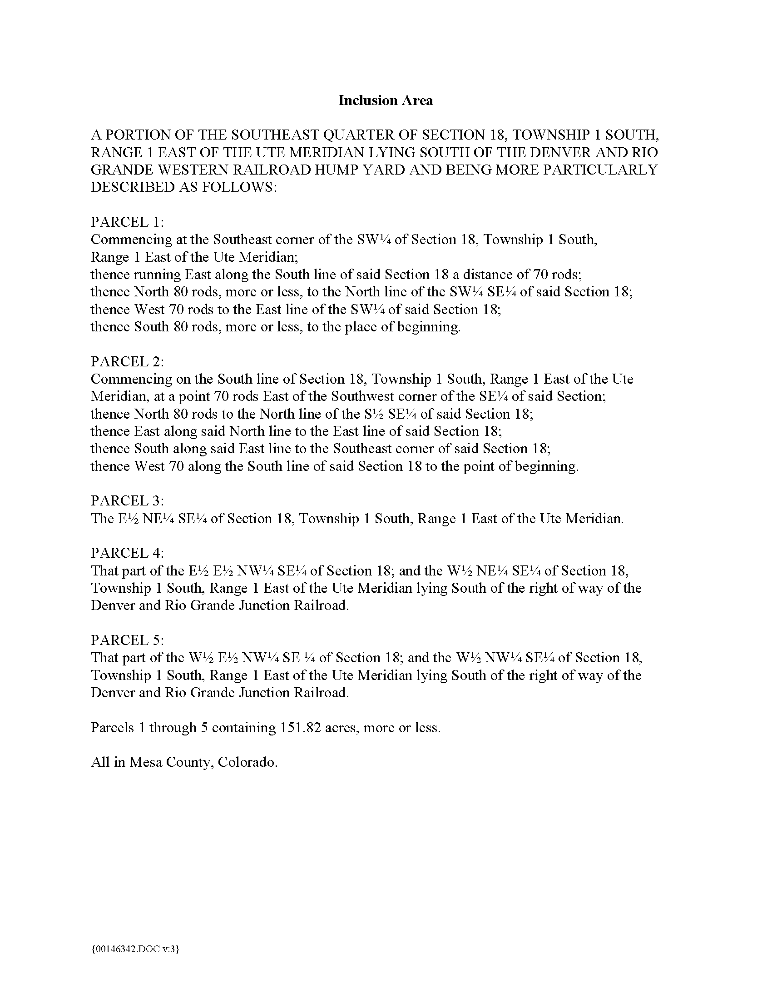 Inclusion Area
A PORTION OF THE SOUTHEAST QUARTER OF SECTION 18, TOWNSHIP 1 SOUTH,
RANGE 1 EAST OF THE UTE MERIDIAN LYING SOUTH OF THE DENVER AND RIO
GRANDE WESTERN RAILROAD HUMP YARD AND BEING MORE PARTICULARLY
DESCRIBED AS FOLLOWS:
PARCEL 1:
Commencing at the Southeast corner of the SW¼ of Section 18, Township 1 South,
Range 1 East of the Ute Meridian;
thence running East along the South line of said Section 18 a distance of 70 rods;
thence North 80 rods, more or less, to the North line of the SW¼ SE¼ of said Section 18;
thence West 70 rods to the East line of the SW¼ of said Section 18;
thence South 80 rods, more or less, to the place of beginning.
PARCEL 2:
Commencing on the South line of Section 18, Township 1 South, Range 1 East of the Ute
Meridian, at a point 70 rods East of the Southwest corner of the SE¼ of said Section;
thence North 80 rods to the North line of the S½ SE¼ of said Section 18;
thence East along said North line to the East line of said Section 18;
thence South along said East line to the Southeast corner of said Section 18;
thence West 70 along the South line of said Section 18 to the point of beginning.
PARCEL 3:
The E½ NE¼ SE¼ of Section 18, Township 1 South, Range 1 East of the Ute Meridian.
PARCEL 4:
That part of the E½ E½ NW¼ SE¼ of Section 18; and the W½ NE¼ SE¼ of Section 18,
Township 1 South, Range 1 East of the Ute Meridian lying South of the right of way of the
Denver and Rio Grande Junction Railroad.
PARCEL 5:
That part of the W½ E½ NW¼ SE ¼ of Section 18; and the W½ NW¼ SE¼ of Section 18,
Township 1 South, Range 1 East of the Ute Meridian lying South of the right of way of the
Denver and Rio Grande Junction Railroad.
Parcels 1 through 5 containing 151.82 acres, more or less.
All in Mesa County, Colorado.
{00146342.DOC v:3}